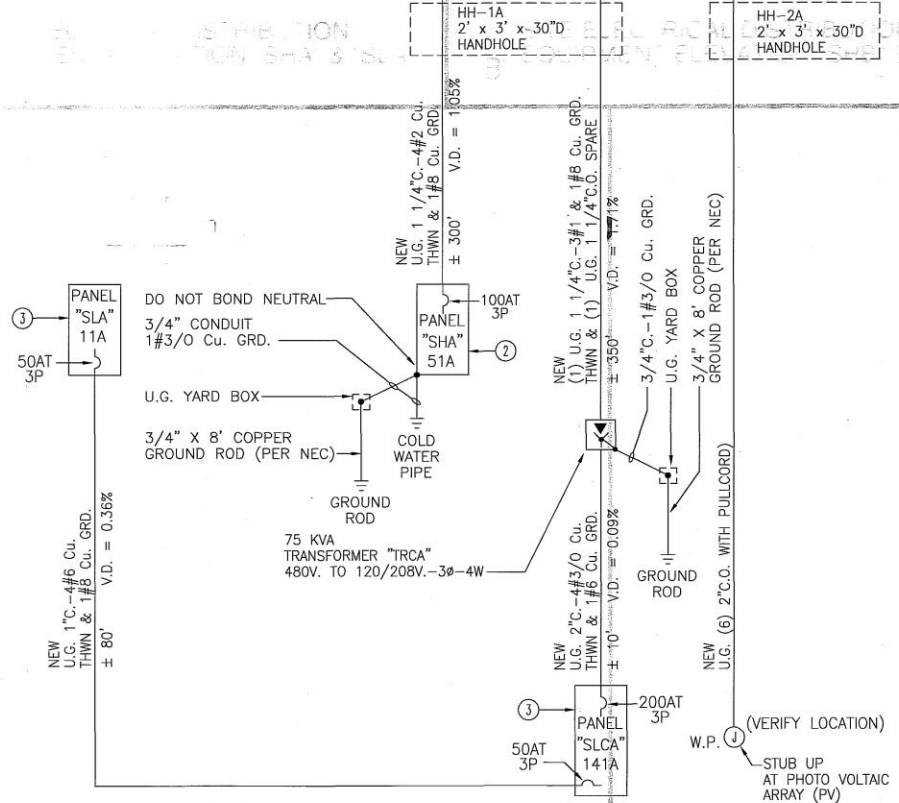 HH-1A
2' x 3' x-30"D
HANDHOLE
HH-2A
2' x 3' x 30"D
HANDHOLE
NEW
U.G. 1 1/4"C.-4#2 Cu.
THWN & 1#8 Cu. GRD.
± 300' V.D. = 1.05%
NEW
(1) U.G. 1 1/4"C.-3#1 & 1#8 Cu. GRD.
THWN & (1) U.G. 1 1/4"C.O. SPARE
± 350' V.D. = 1.71%
3/4"C.-1#3/0 Cu. GRD.
U.G. YARD BOX
3/4" X 8' COPPER
GROUND ROD (PER NEC)
PANEL
"SLA"
11A
3
50AT
3P
DO NOT BOND NEUTRAL
3/4" CONDUIT
1#3/0 Cu. GRD.
100AT
3P
PANEL
"SHA"
51A
2
U.G. YARD BOX
3/4" X 8' COPPER
GROUND ROD (PER NEC)
COLD
WATER
PIPE
GROUND
ROD
75 KVA
TRANSFORMER "TRCA"
480V. TO 120/208V.-3ø-4W
GROUND
ROD
NEW
U.G. 1"C.-4#6 Cu.
THWN & 1#8 Cu. GRD.
± 80' V.D. = 0.36%
NEW
U.G. 2"C.-4#3/0 Cu.
THWN & 1#6 Cu. GRD.
± 10' V.D. = 0.09%
NEW
U.G. (6) 2"C.O. WITH PULLCORD)
3
200AT
3P
PANEL
"SLCA"
141A
50AT
3P
W.P. J (VERIFY LOCATION)
STUB UP
AT PHOTO VOLTAIC
ARRAY (PV)